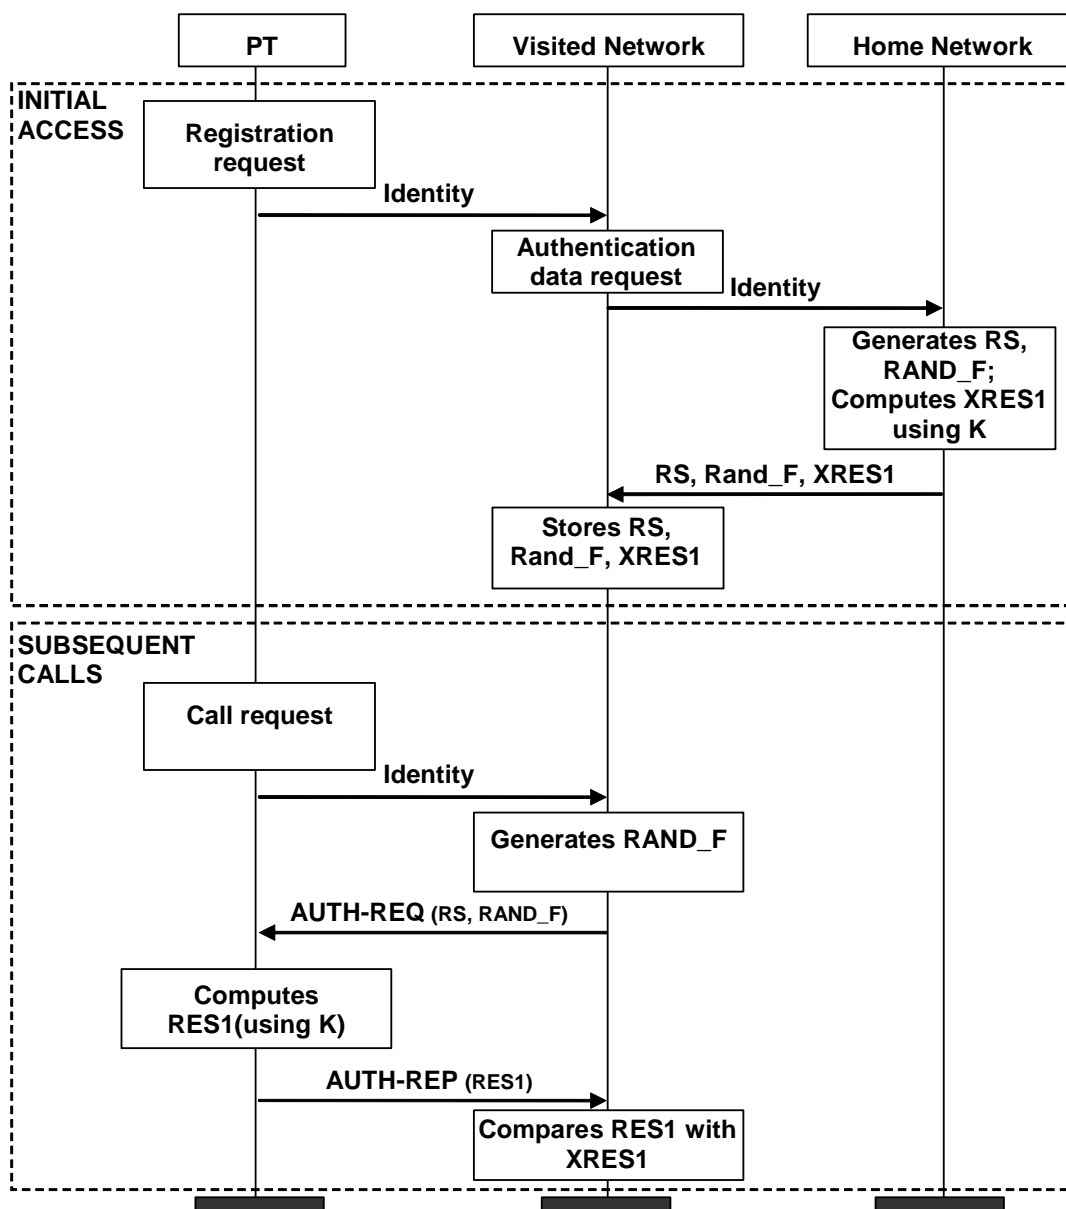 PT
Visited Network
Home Network
INITIAL
ACCESS
Registration
request
Identity
Authentication
data request
Identity
Generates RS,
RAND_F;
Computes XRES1
using K
RS, Rand_F, XRES1
Stores RS,
Rand_F, XRES1
SUBSEQUENT
CALLS
Call request
Identity
Generates RAND_F
AUTH-REQ (RS, RAND_F)
Computes
RES1(using K)
AUTH-REP (RES1)
Compares RES1 with
XRES1